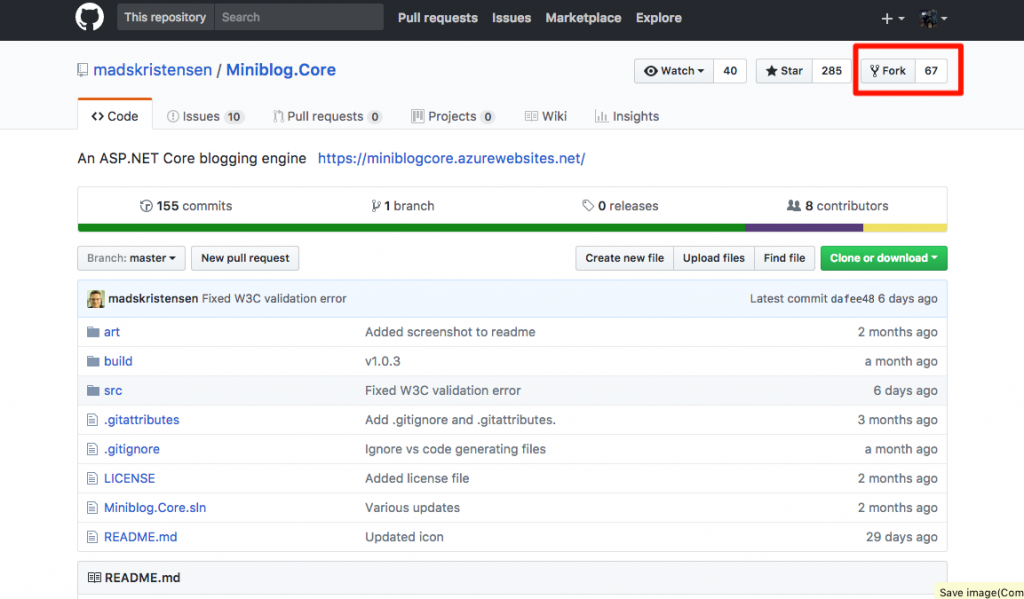 This repository Search Pull requests Issues Marketplace Explore
madskristensen / Miniblog.Core Watch 40 Star 285 Fork 67
Code Issues 10 Pull requests 0 Projects 0 Wiki Insights
An ASP.NET Core blogging engine https://miniblogcore.azurewebsites.net/
155 commits 1 branch 0 releases 8 contributors
Branch: master New pull request Create new file Upload files Find file Clone or download
madskristensen Fixed W3C validation error Latest commit dafee48 6 days ago
art Added screenshot to readme 2 months ago
build v1.0.3 a month ago
src Fixed W3C validation error 6 days ago
.gitattributes Add .gitignore and .gitattributes. 3 months ago
.gitignore Ignore vs code generating files a month ago
LICENSE Added license file 2 months ago
Miniblog.Core.sln Various updates 2 months ago
README.md Updated icon 29 days ago
README.md
Save image(Com